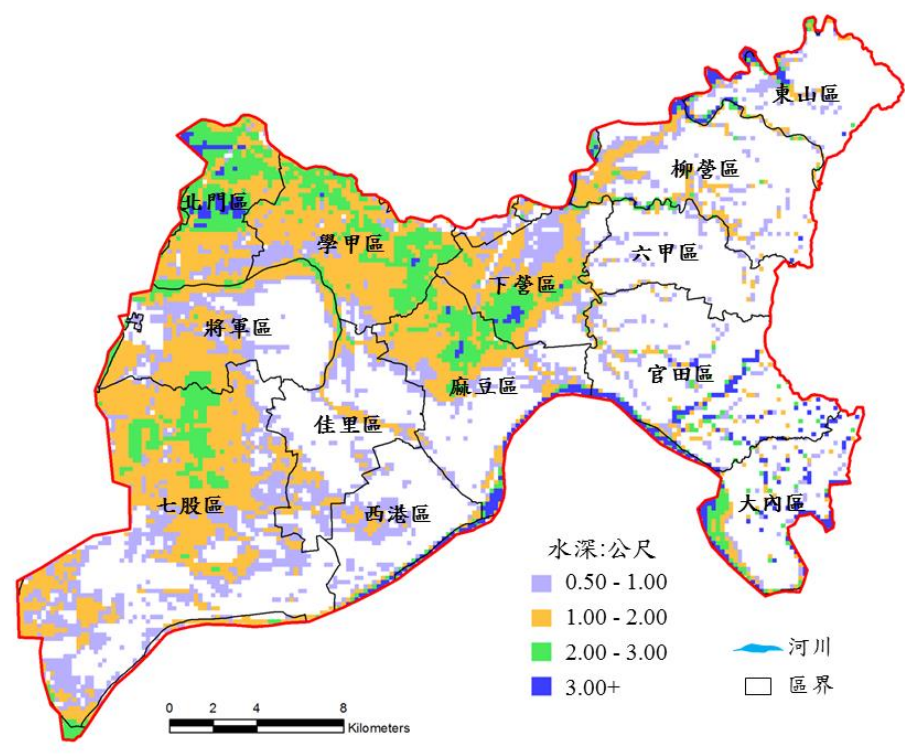 東山區
柳營區
北門區
學甲區
六甲區
下營區
將軍區
官田區
麻豆區
佳里區
七股區
西港區
大內區
水深:公尺
0.50 - 1.00
1.00 - 2.00
2.00 - 3.00
3.00+
河川
區界
0 2 4 8
Kilometers